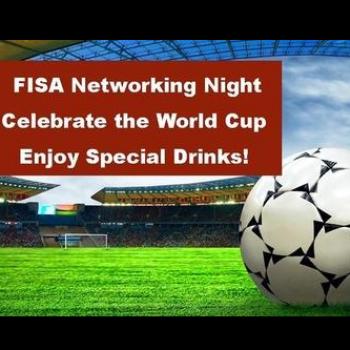 FISA Networking Night
Celebrate the World Cup
Enjoy Special Drinks!